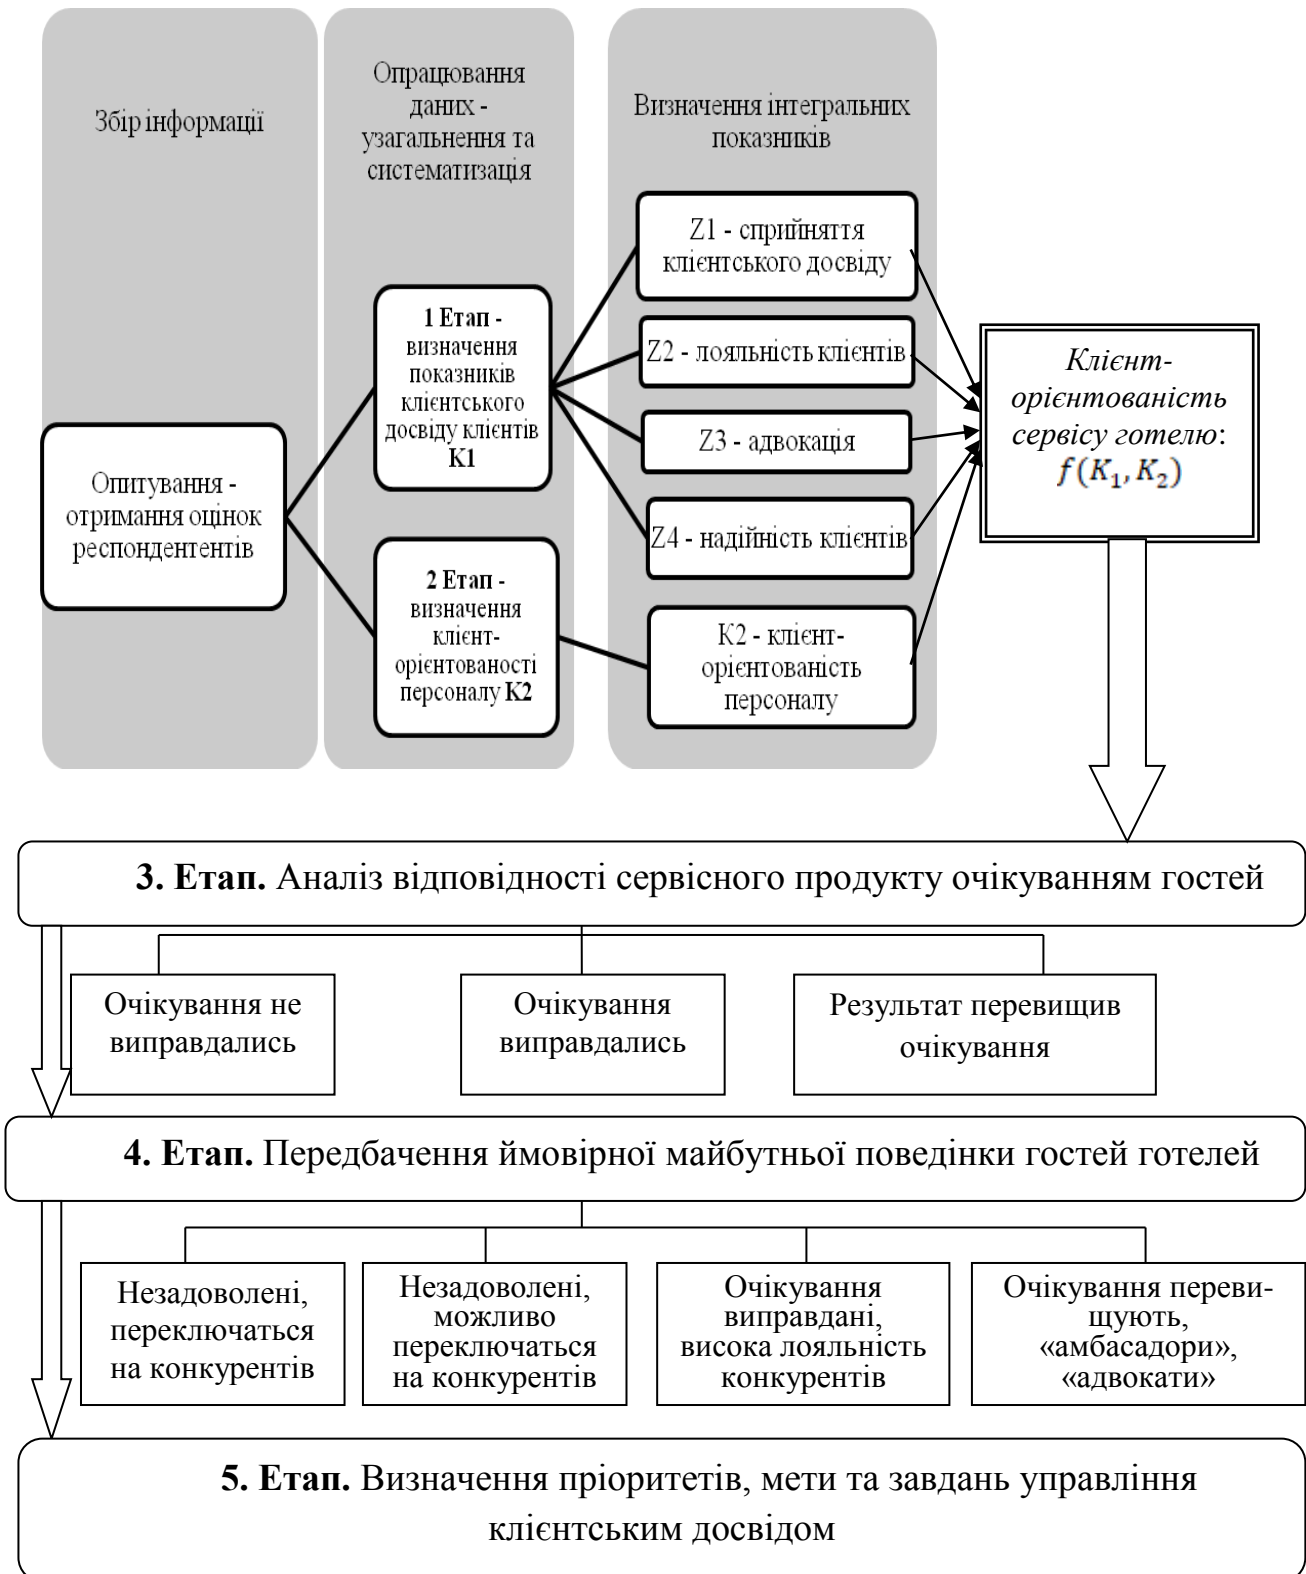 Збір інформації
Опрацювання
даних -
узагальнення та
систематизація
Визначення інтегральних
показників
Опитування -
отримання оцінок
респондентентів
1 Етап -
визначення
показників
клієнтського
досвіду клієнтів
К1
2 Етап -
визначення
клієнт-
орієнтованості
персоналу К2
Z1 - сприйняття
клієнтського досвіду
Z2 - лояльність клієнтів
Z3 - адвокація
Z4 - надійність клієнтів
К2 - клієнт-
орієнтованість
персоналу
Клієнт-
орієнтованість
сервісу готелю:
f(K₁, K₂)
3. Етап. Аналіз відповідності сервісного продукту очікуванням гостей
Очікування не
виправдались
Очікування
виправдались
Результат перевищив
очікування
4. Етап. Передбачення ймовірної майбутньої поведінки гостей готелей
Незадоволені,
переключаться
на конкурентів
Незадоволені,
можливо
переключаться
на конкурентів
Очікування
виправдані,
висока лояльність
конкурентів
Очікування переви-
щують,
«амбасадори»,
«адвокати»
5. Етап. Визначення пріоритетів, мети та завдань управління
клієнтським досвідом